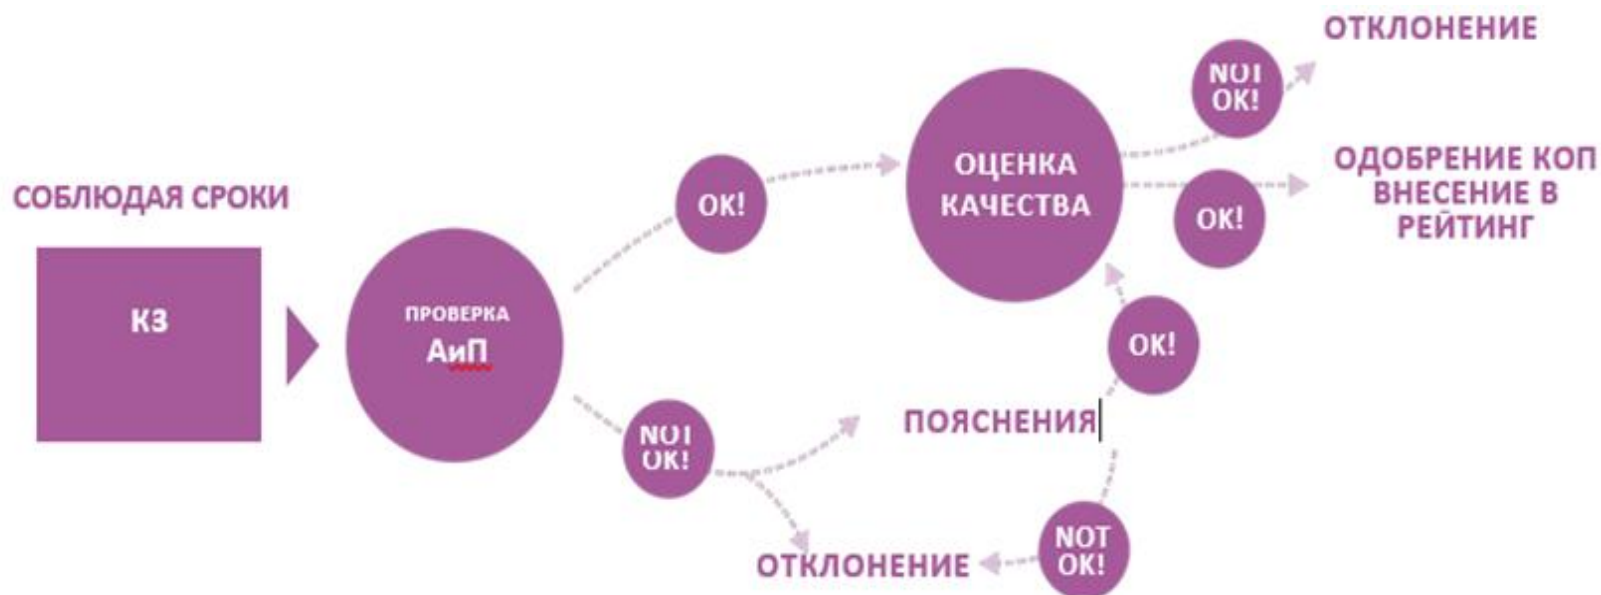 СОБЛЮДАЯ СРОКИ
КЗ
ПРОВЕРКА
АиП
OK!
NOT
OK!
ПОЯСНЕНИЯ
ОТКЛОНЕНИЕ
NOT
OK!
OK!
ОЦЕНКА
КАЧЕСТВА
NOT
OK!
ОТКЛОНЕНИЕ
OK!
ОДОБРЕНИЕ КОП
ВНЕСЕНИЕ В
РЕЙТИНГ